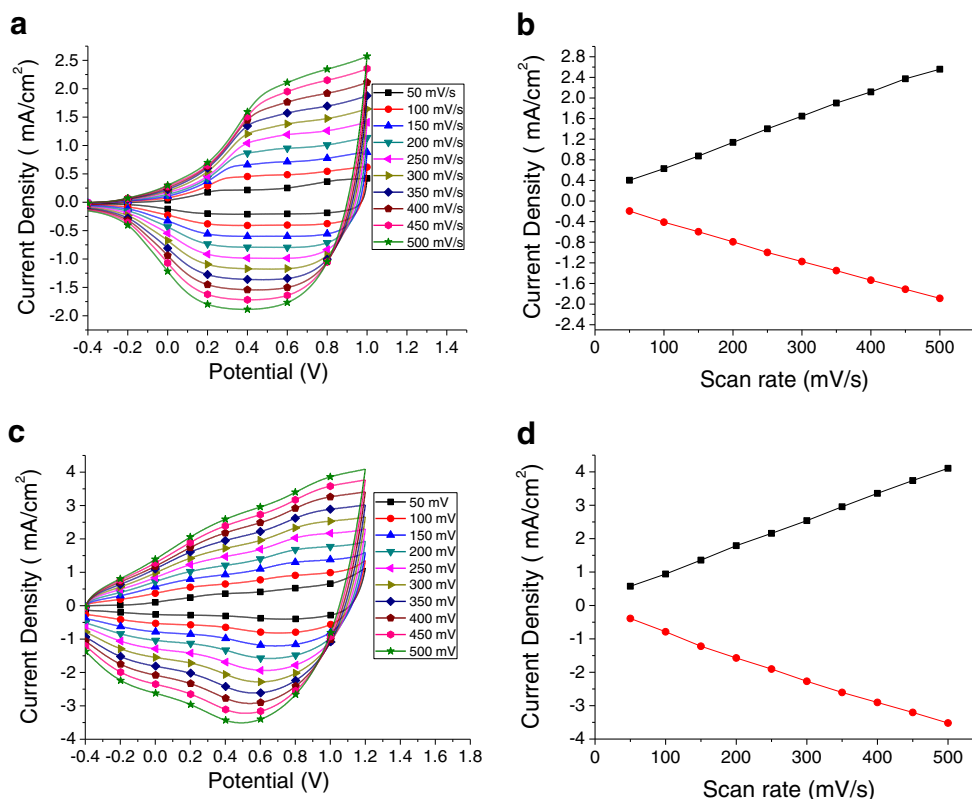 a
Current Density ( mA/cm²)
2.5
2.0
1.5
1.0
0.5
0.0
-0.5
-1.0
-1.5
-2.0
-0.4 -0.2 0.0 0.2 0.4 0.6 0.8 1.0 1.2 1.4
Potential (V)
50 mV/s
100 mV/s
150 mV/s
200 mV/s
250 mV/s
300 mV/s
350 mV/s
400 mV/s
450 mV/s
500 mV/s
b
Current Density ( mA/cm²)
2.8
2.4
2.0
1.6
1.2
0.8
0.4
-0.0
-0.4
-0.8
-1.2
-1.6
-2.0
-2.4
0 100 200 300 400 500
Scan rate (mV/s)
c
Current Density ( mA/cm²)
4
3
2
1
0
-1
-2
-3
-4
-0.4 -0.2 0.0 0.2 0.4 0.6 0.8 1.0 1.2 1.4 1.6 1.8
Potential (V)
50 mV
100 mV
150 mV
200 mV
250 mV
300 mV
350 mV
400 mV
450 mV
500 mV
d
Current Density ( mA/cm²)
4
3
2
1
0
-1
-2
-3
-4
0 100 200 300 400 500
Scan rate (mV/s)